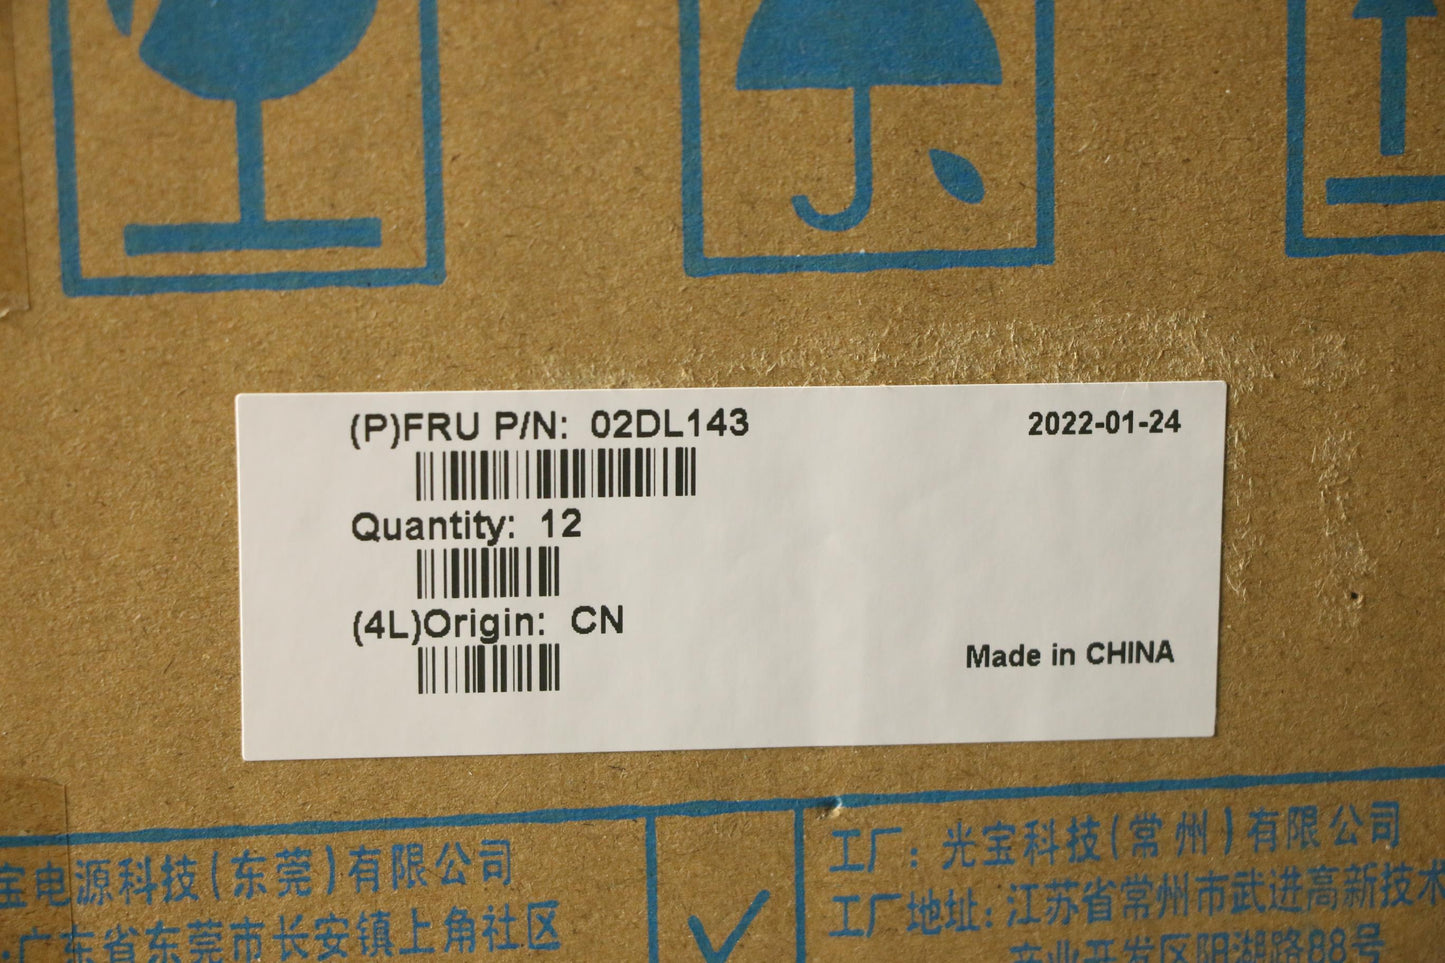 (P)FRU P/N: 02DL143
2022-01-24
Quantity: 12
(4L)Origin: CN
Made in CHINA
宝电源科技(东莞)有限公司
:广东省东莞市长安镇上角社区
工厂: 光宝科技(常州)有限公司
工厂地址: 江苏省常州市武进高新技术
产业开发区阳湖路88号